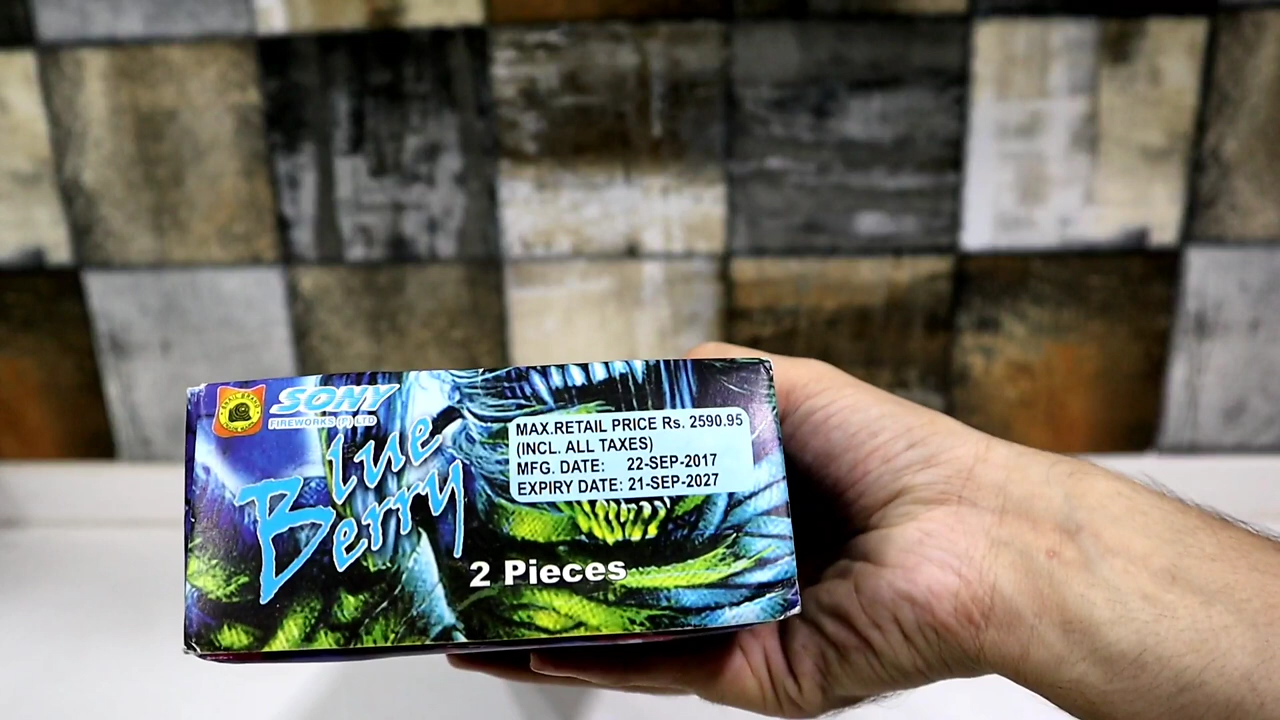 SONY
FIREWORKS (P) LTD
Blue
Berry
MAX.RETAIL PRICE Rs. 2590.95
(INCL. ALL TAXES)
MFG. DATE: 22-SEP-2017
EXPIRY DATE: 21-SEP-2027
2 Pieces